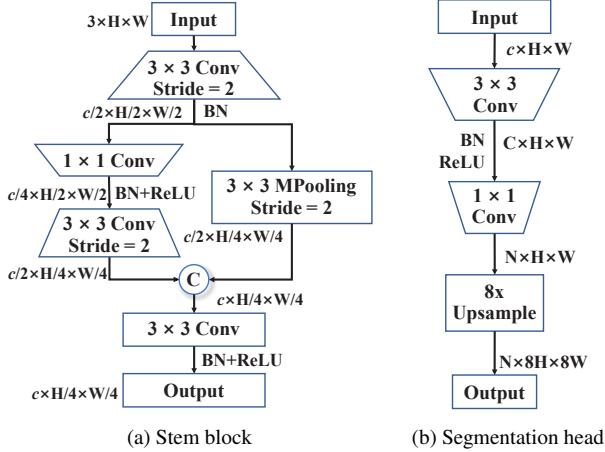 Input
3×H×W
3 × 3 Conv
Stride = 2
c/2×H/2×W/2
BN
1 × 1 Conv
c/4×H/2×W/2
BN+ReLU
3 × 3 Conv
Stride = 2
3 × 3 MPooling
Stride = 2
c/2×H/4×W/4
c/2×H/4×W/4
C
c×H/4×W/4
3 × 3 Conv
BN+ReLU
c×H/4×W/4
Output
(a) Stem block
Input
c×H×W
3 × 3
Conv
BN
ReLU
C×H×W
1 × 1
Conv
N×H×W
8x
Upsample
N×8H×8W
Output
(b) Segmentation head